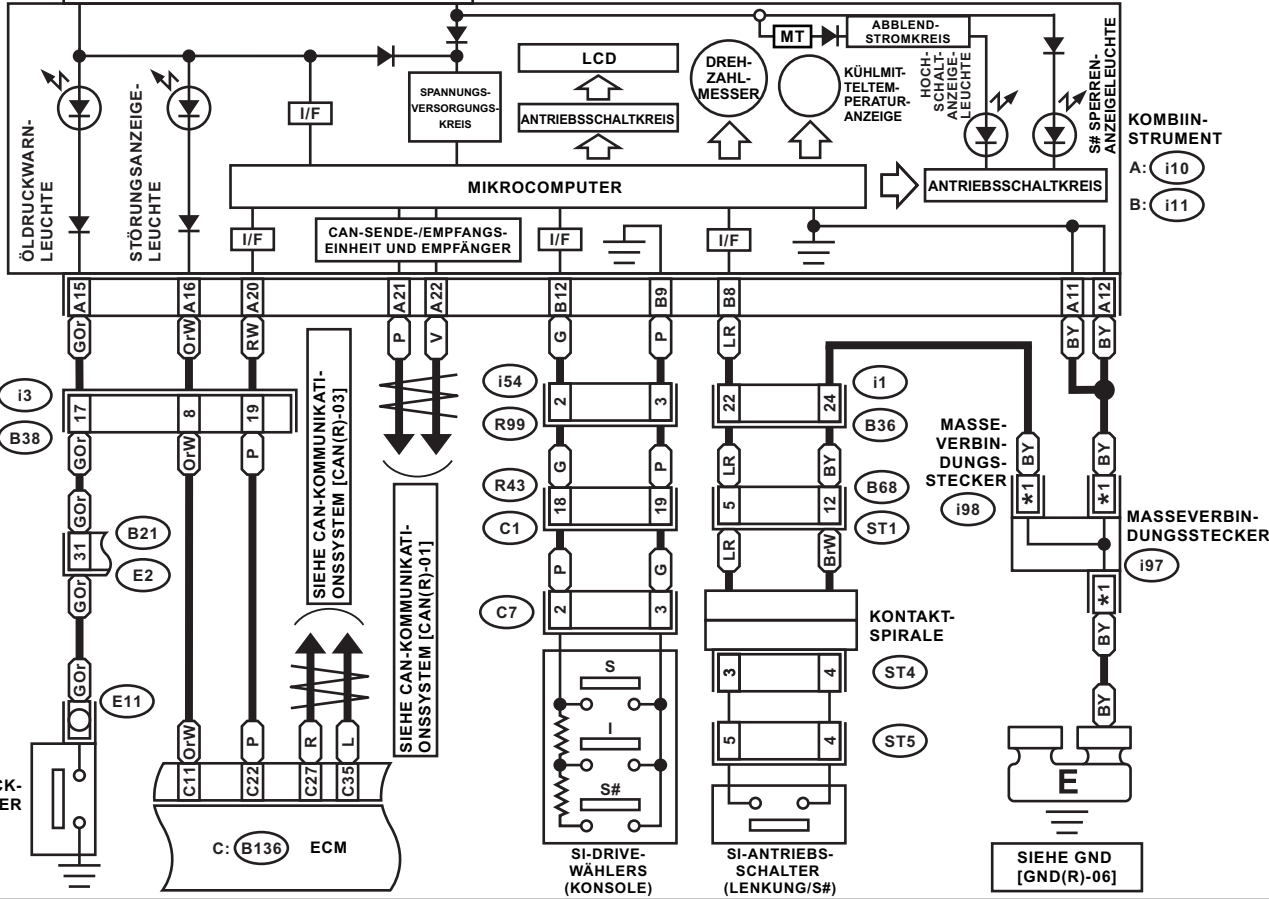 ÖLDRUCKWARN-
LEUCHTE
STÖRUNGSANZEIGE-
LEUCHTE
I/F
SPANNUNGS-
VERSORGUNGS-
KREIS
LCD
ANTRIEBSSCHALTKREIS
DREH-
ZAHL-
MESSER
KÜHLMIT-
TELTEM-
PERATUR-
ANZEIGE
MT
ABBLEND-
STROMKREIS
HOCH-
SCHALT-
ANZEIGE-
LEUCHTE
S# SPERREN-
ANZEIGELEUCHTE
KOMBIIN-
STRUMENT
A: i10
B: i11
MIKROCOMPUTER
ANTRIEBSSCHALTKREIS
I/F
CAN-SENDE-/EMPFANGS-
EINHEIT UND EMPFÄNGER
I/F
I/F
A15 A16 A20 A21 A22 B12 B9 B8 A11 A12
GOr OrW RW P V G P LR BY BY
i3
17 8 19
B38
GOr OrW P
SIEHE CAN-KOMMUNIKATI-
ONSSYSTEM [CAN(R)-03]
SIEHE CAN-KOMMUNIKATI-
ONSSYSTEM [CAN(R)-01]
i54
2 3
R99
G P
R43
18 19
C1
P G
C7
2 3
22 24
i1
B36
LR BY
B68
5 12
ST1
LR BrW
KONTAKT-
SPIRALE
3 4
ST4
5 4
ST5
MASSE-
VERBIN-
DUNGS-
STECKER
i98
BY BY
*1 *1
MASSEVERBIN-
DUNGSSTECKER
i97
*1
BY
BY
E
SIEHE GND
[GND(R)-06]
GOr
31
B21
E2
GOr
GOr
E11
CK-
ER
OrW P R L
C11 C22 C27 C35
C: B136 ECM
S
I
S#
SI-DRIVE-
WÄHLERS
(KONSOLE)
SI-ANTRIEBS-
SCHALTER
(LENKUNG/S#)